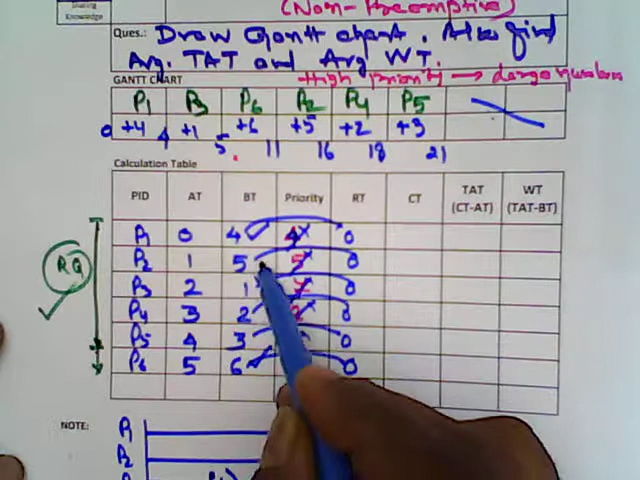 Sharing
Knowledge
(Non-Preemptive)
Ques.: Draw Gantt chart. Also find
Avg. TAT and Avg WT.
GANTT CHART High priority → large number
P1 P3 P6 P2 P4 P5
0 +4 4 +1 5 +6 11 +5 16 +2 18 +3 21
Calculation Table
PID AT BT Priority RT CT TAT (CT-AT) WT (TAT-BT)
P1 0 4 4 0
P2 1 5 5 0
P3 2 1 7 0
P4 3 2 2 0
P5 4 3 0
P6 5 6 0
RQ
NOTE: P1
P2